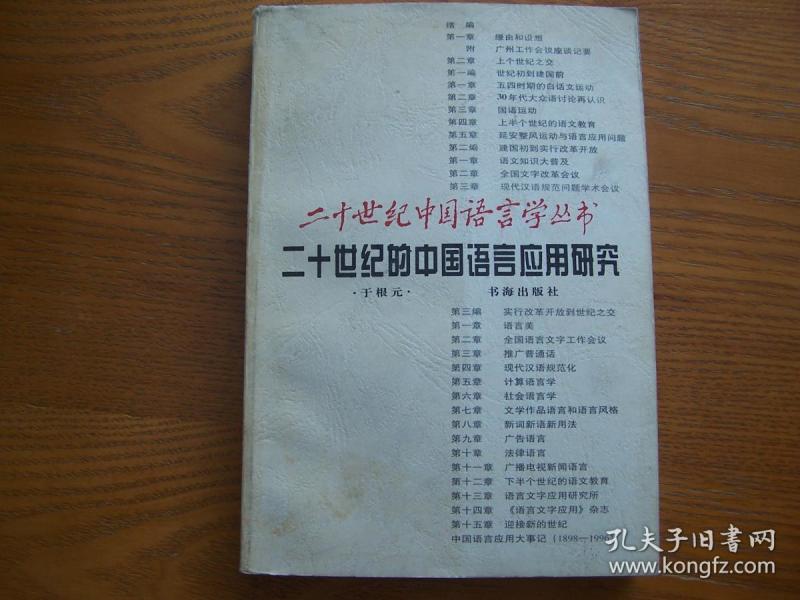 绪 编
第一章 缘由和设想
附 广州工作会议座谈记要
第二章 上个世纪之交
第一编 世纪初到建国前
第一章 五四时期的白话文运动
第二章 30年代大众语讨论再认识
第三章 国语运动
第四章 上半个世纪的语文教育
第五章 延安整风运动与语言应用问题
第二编 建国初到实行改革开放
第一章 语文知识大普及
第二章 全国文字改革会议
第三章 现代汉语规范问题学术会议
二十世纪中国语言学丛书
二十世纪的中国语言应用研究
·于根元· 书海出版社
第三编 实行改革开放到世纪之交
第一章 语言美
第二章 全国语言文字工作会议
第三章 推广普通话
第四章 现代汉语规范化
第五章 计算语言学
第六章 社会语言学
第七章 文学作品语言和语言风格
第八章 新词新语新用法
第九章 广告语言
第十章 法律语言
第十一章 广播电视新闻语言
第十二章 下半个世纪的语文教育
第十三章 语言文字应用研究所
第十四章 《语言文字应用》杂志
第十五章 迎接新的世纪
中国语言应用大事记(1898—199
孔夫子旧书网
www.kongfz.com